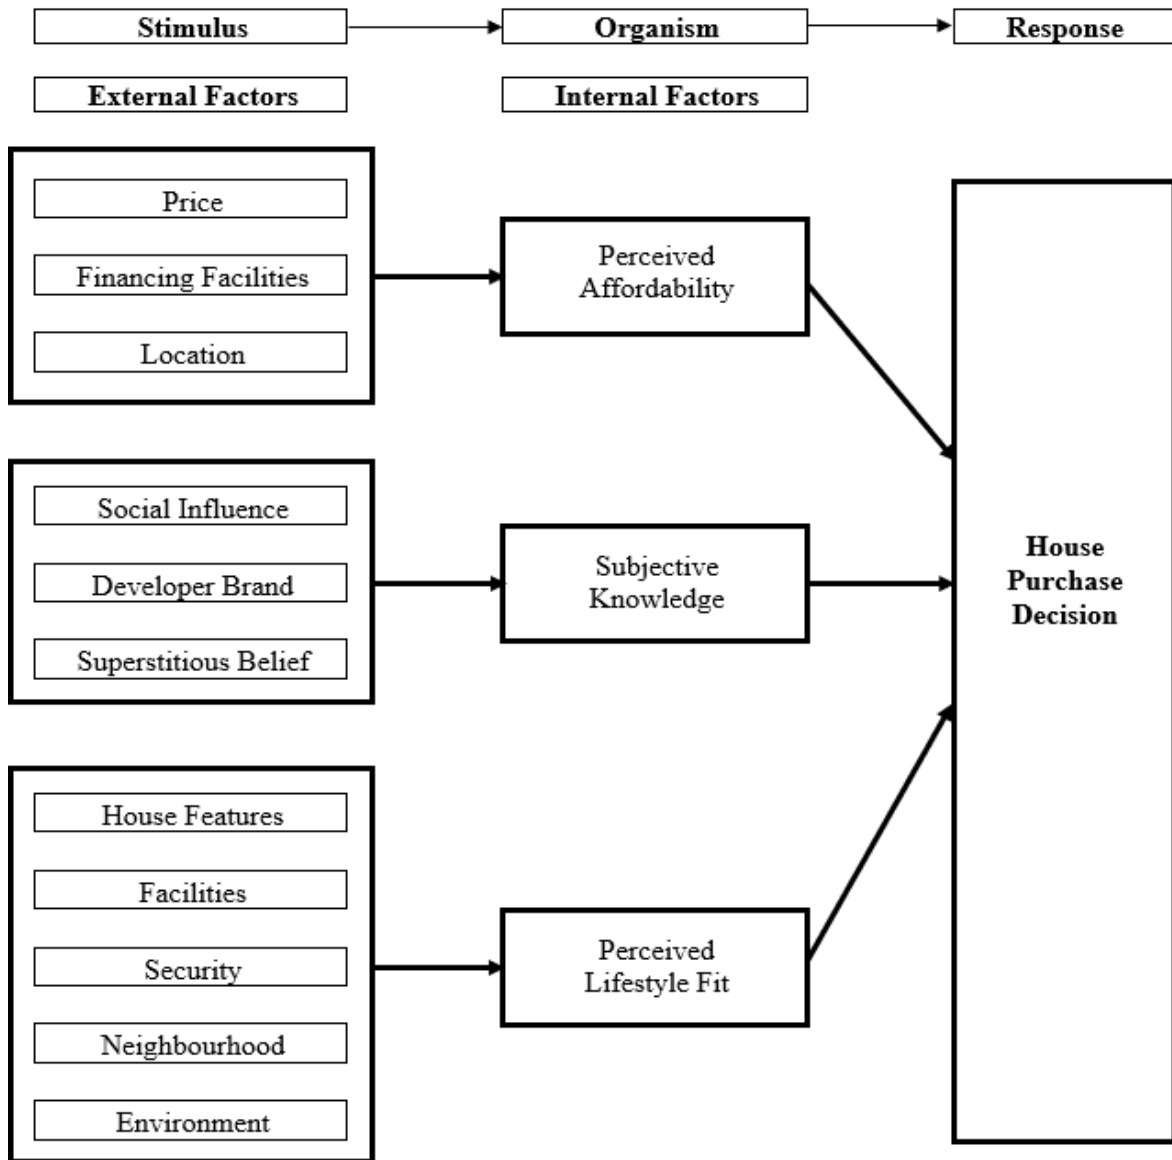 Stimulus
Organism
Response
External Factors
Internal Factors
Price
Financing Facilities
Location
Perceived
Affordability
Social Influence
Developer Brand
Superstitious Belief
Subjective
Knowledge
House
Purchase
Decision
House Features
Facilities
Security
Neighbourhood
Environment
Perceived
Lifestyle Fit